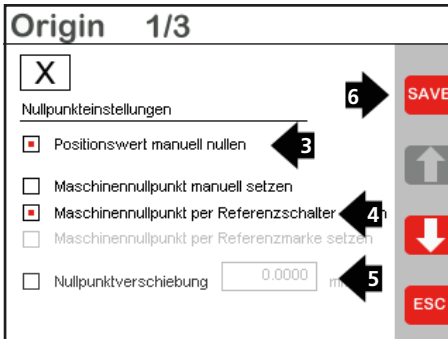 Origin 1/3
X
6
SAVE
Nullpunkteinstellungen
Positionswert manuell nullen
3
Maschinennullpunkt manuell setzen
Maschinennullpunkt per Referenzschalter
4
Maschinennullpunkt per Referenzmarke setzen
Nullpunktverschiebung 0.0000
5
ESC